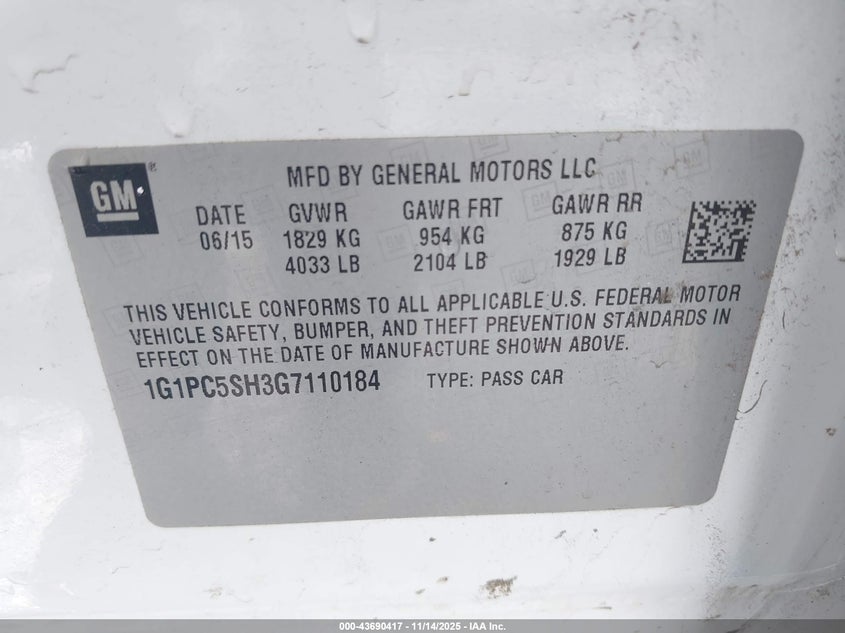 GM®
MFD BY GENERAL MOTORS LLC
DATE GVWR GAWR FRT GAWR RR
06/15 1829 KG 954 KG 875 KG
4033 LB 2104 LB 1929 LB
THIS VEHICLE CONFORMS TO ALL APPLICABLE U.S. FEDERAL MOTOR
VEHICLE SAFETY, BUMPER, AND THEFT PREVENTION STANDARDS IN
EFFECT ON THE DATE OF MANUFACTURE SHOWN ABOVE.
1G1PC5SH3G7110184 TYPE: PASS CAR
000-43690417 - 11/14/2025 - IAA Inc.